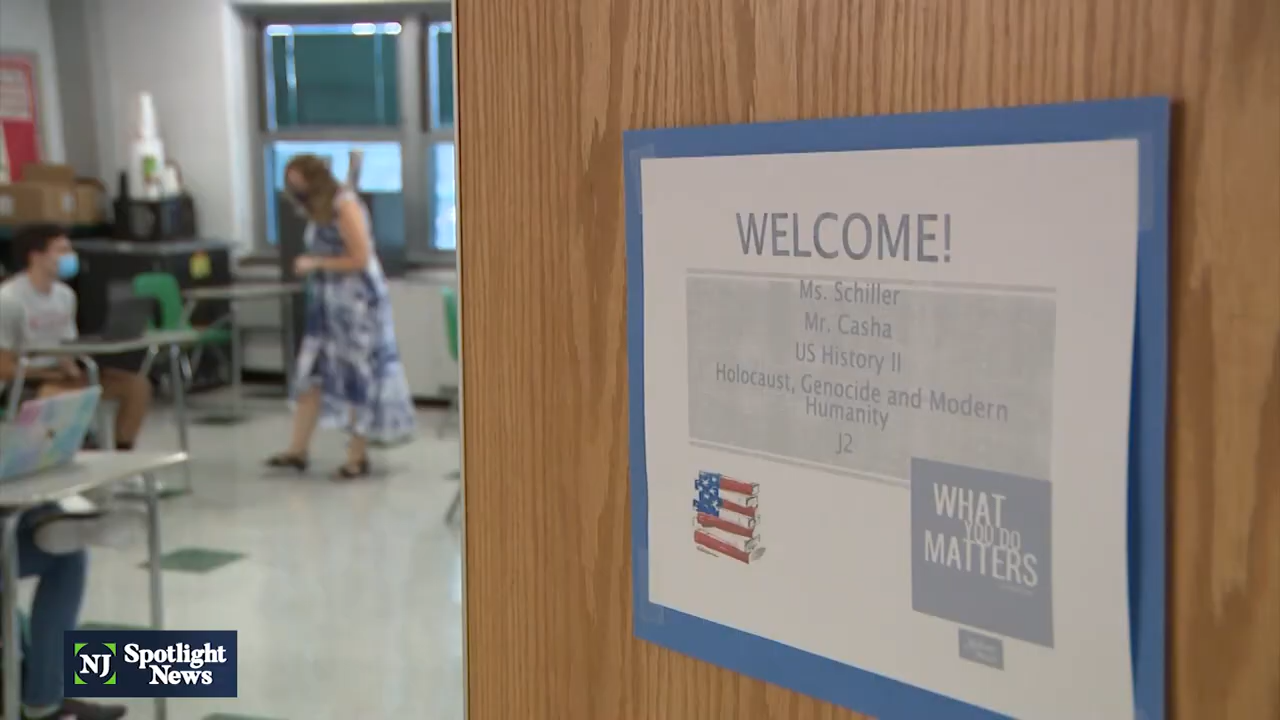 WELCOME!
Ms. Schiller
Mr. Casha
US History II
Holocaust, Genocide and Modern
Humanity
J2
WHAT
YOU DO
MATTERS
NJ Spotlight
News